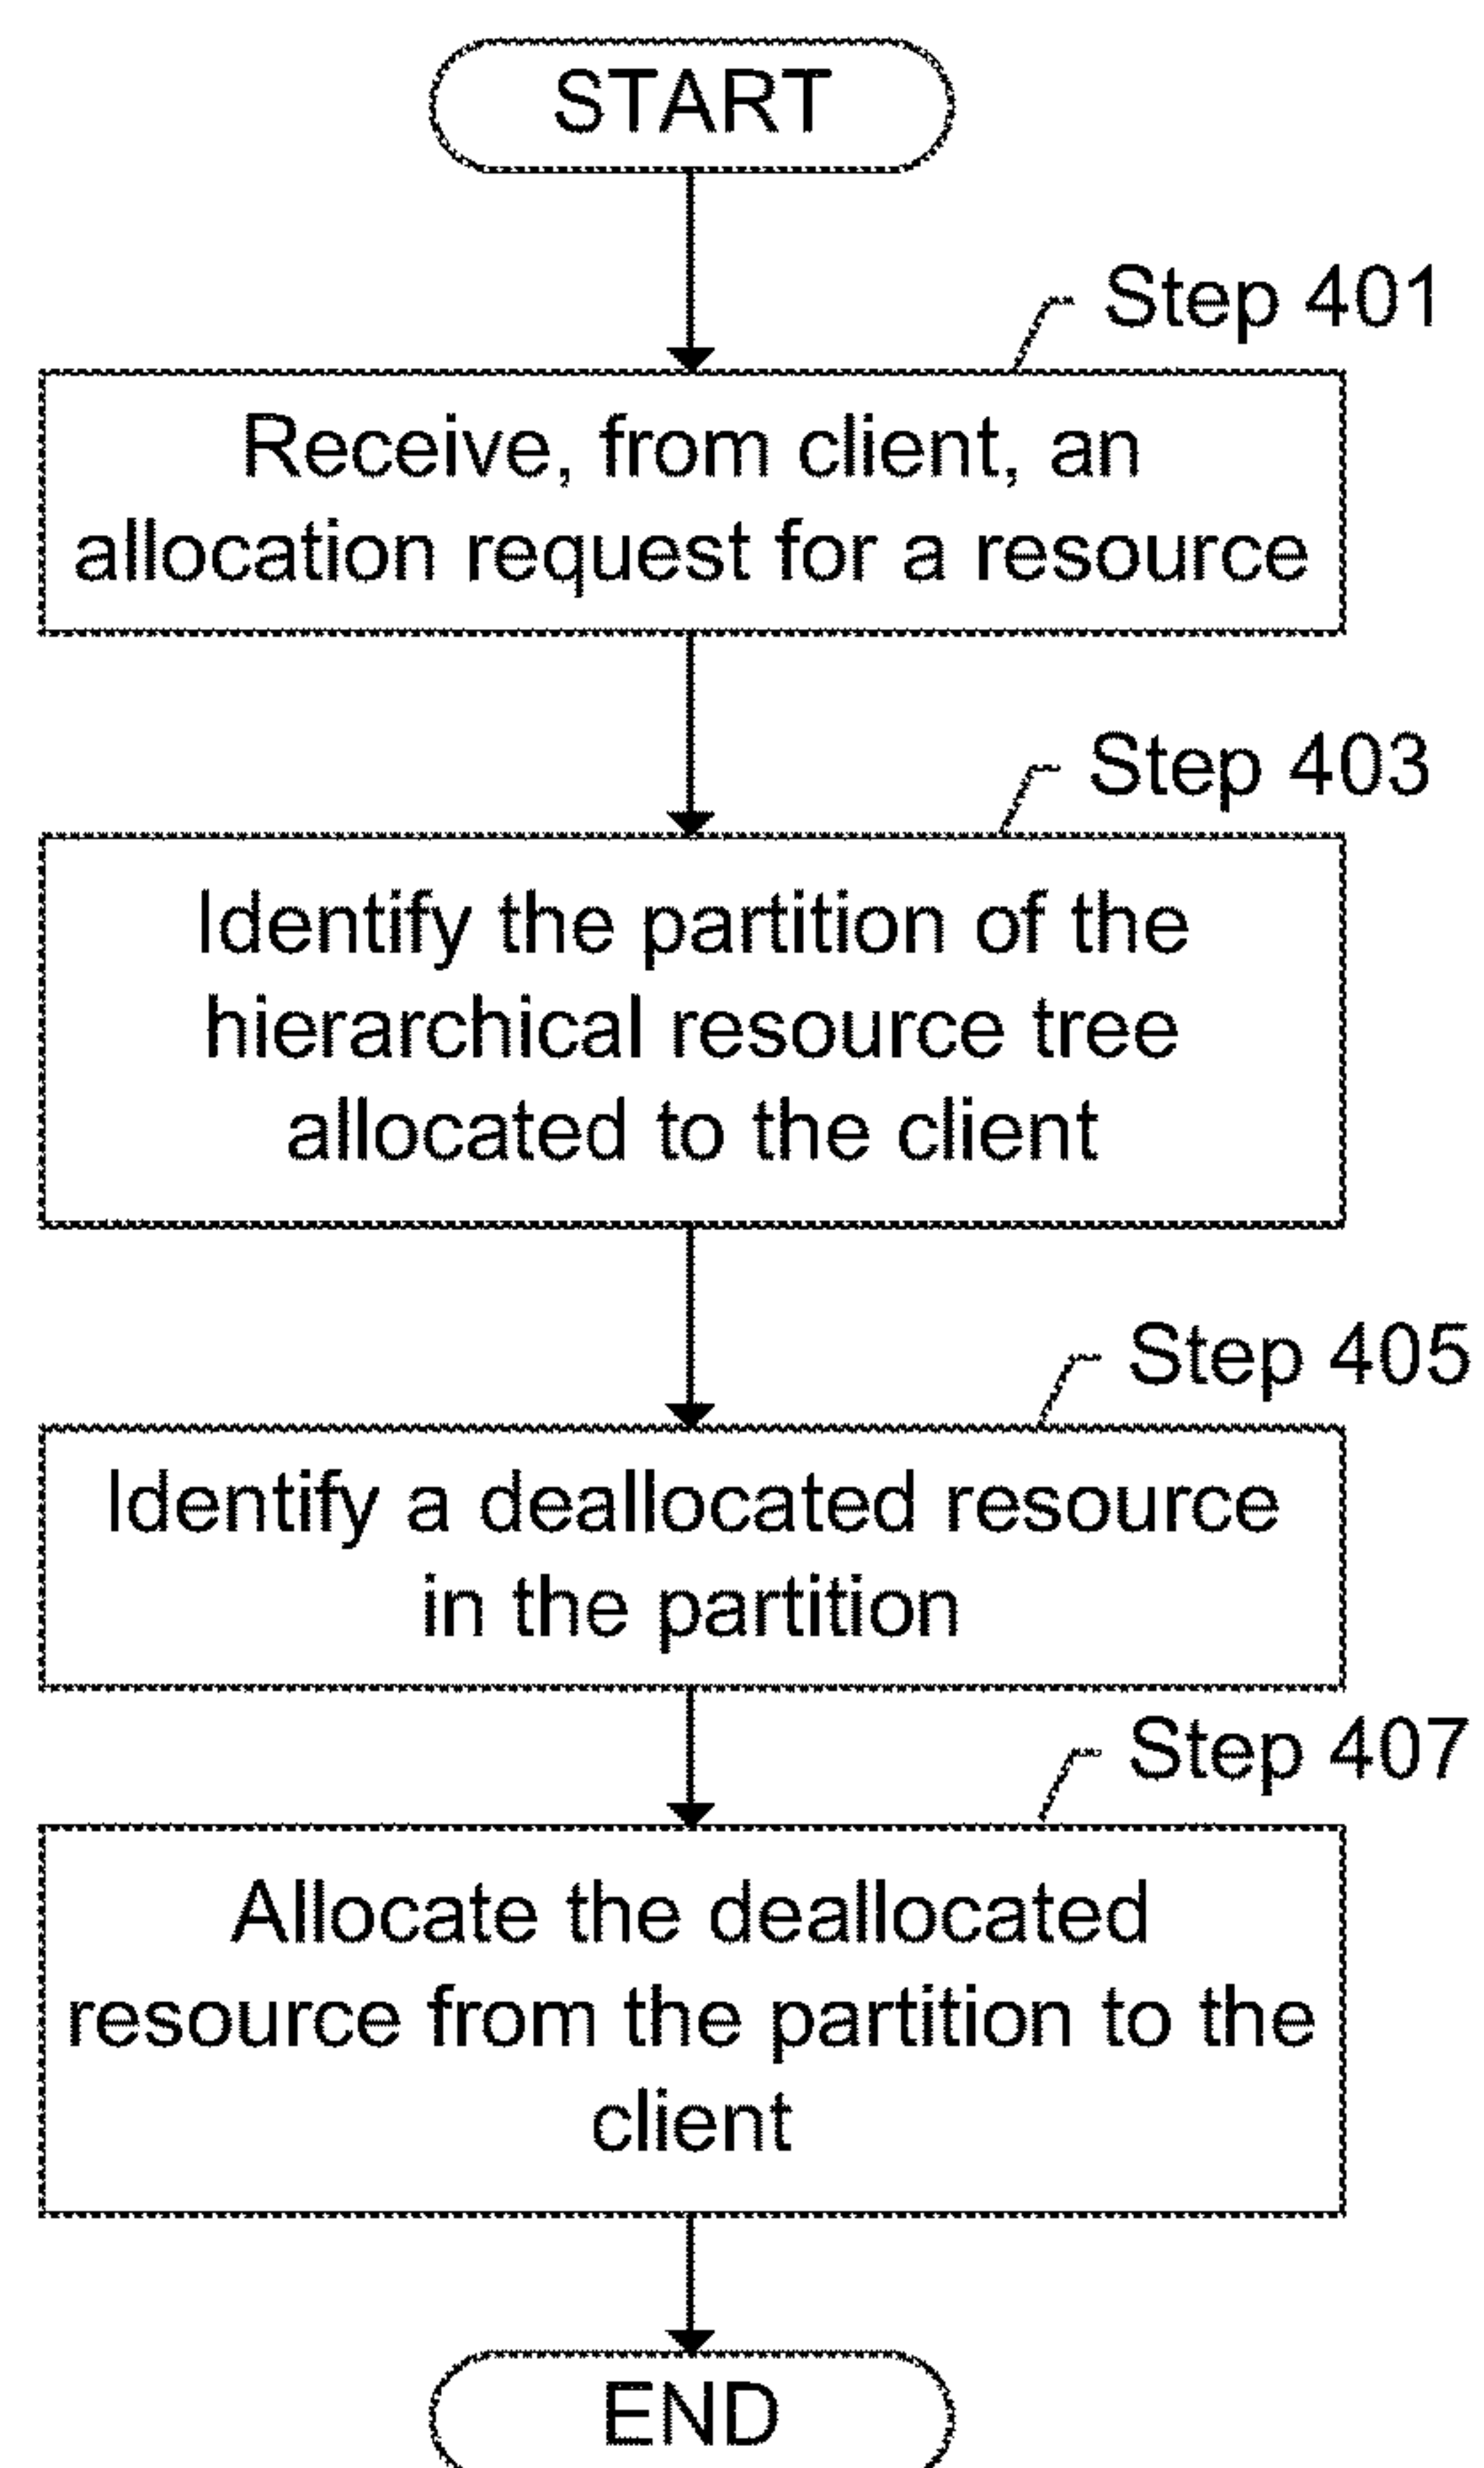 START
Step 401
Receive, from client, an
allocation request for a resource
Step 403
Identify the partition of the
hierarchical resource tree
allocated to the client
Step 405
Identify a deallocated resource
in the partition
Step 407
Allocate the deallocated
resource from the partition to the
client
END